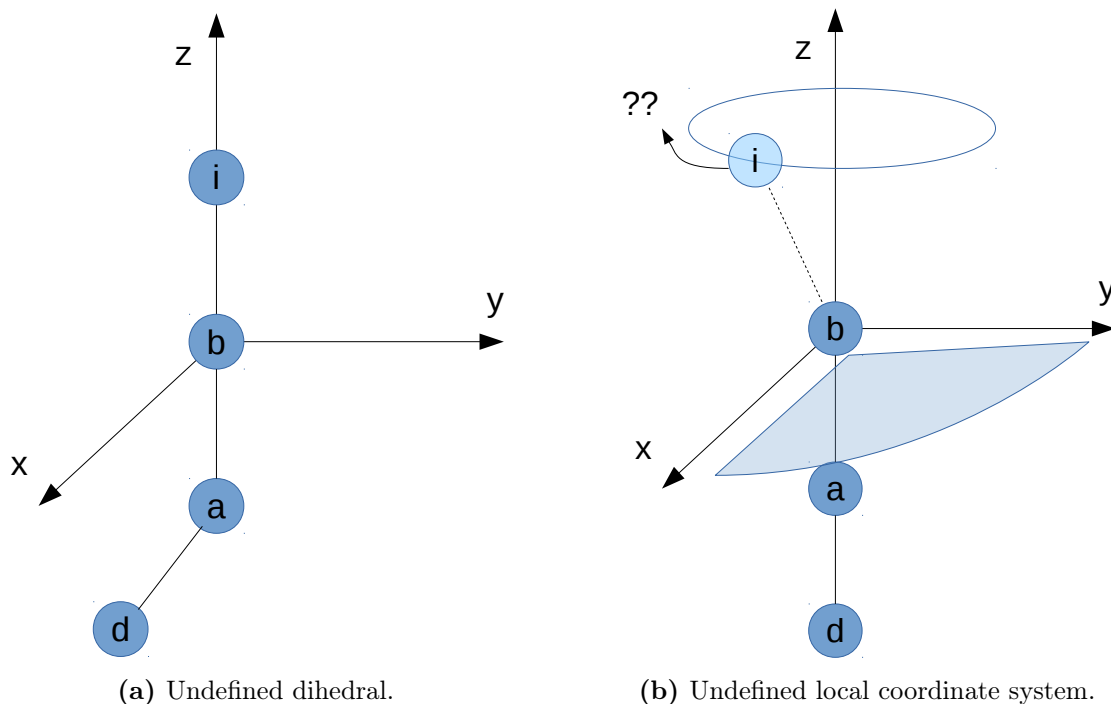 z
i
b
y
x
a
d
(a) Undefined dihedral.
z
??
i
b
y
x
a
d
(b) Undefined local coordinate system.